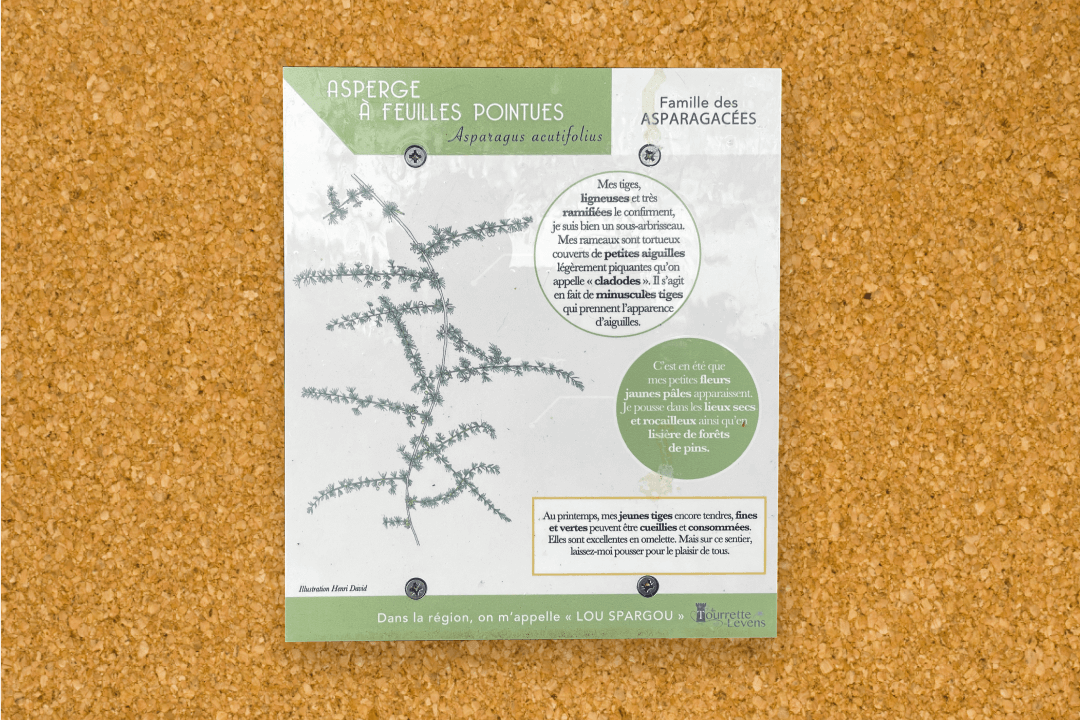 ASPERGE
À FEUILLES POINTUES
Asparagus acutifolius
Famille des
ASPARAGACÉES
Mes tiges,
ligneuses et très
ramifiées le confirment,
je suis bien un sous-arbrisseau.
Mes rameaux sont tortueux
couverts de petites aiguilles
légèrement piquantes qu'on
appelle « cladodes ». Il s'agit
en fait de minuscules tiges
qui prennent l'apparence
d'aiguilles.
C'est en été que
mes petites fleurs
jaunes pâles apparaissent.
Je pousse dans les lieux secs
et rocailleux ainsi qu'en
lisière de forêts
de pins.
Au printemps, mes jeunes tiges encore tendres, fines
et vertes peuvent être cueillies et consommées.
Elles sont excellentes en omelette. Mais sur ce sentier,
laissez-moi pousser pour le plaisir de tous.
Illustration Henri David
Dans la région, on m'appelle « LOU SPARGOU »
Tourrette
Levens